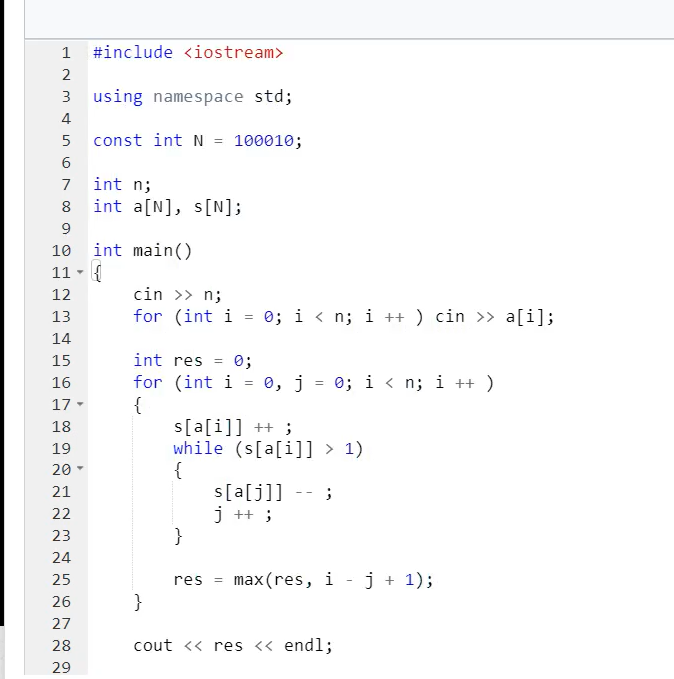 1 #include <iostream>
2
3 using namespace std;
4
5 const int N = 100010;
6
7 int n;
8 int a[N], s[N];
9
10 int main()
11 {
12 cin >> n;
13 for (int i = 0; i < n; i ++ ) cin >> a[i];
14
15 int res = 0;
16 for (int i = 0, j = 0; i < n; i ++ )
17 {
18 s[a[i]] ++ ;
19 while (s[a[i]] > 1)
20 {
21 s[a[j]] -- ;
22 j ++ ;
23 }
24
25 res = max(res, i - j + 1);
26 }
27
28 cout << res << endl;
29